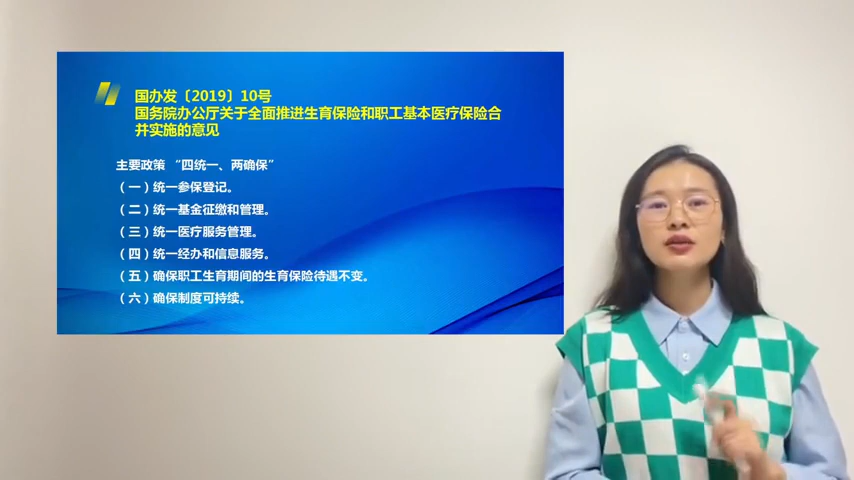 国办发〔2019〕10号
国务院办公厅关于全面推进生育保险和职工基本医疗保险合
并实施的意见
主要政策 “四统一、两确保”
（一）统一参保登记。
（二）统一基金征缴和管理。
（三）统一医疗服务管理。
（四）统一经办和信息服务。
（五）确保职工生育期间的生育保险待遇不变。
（六）确保制度可持续。